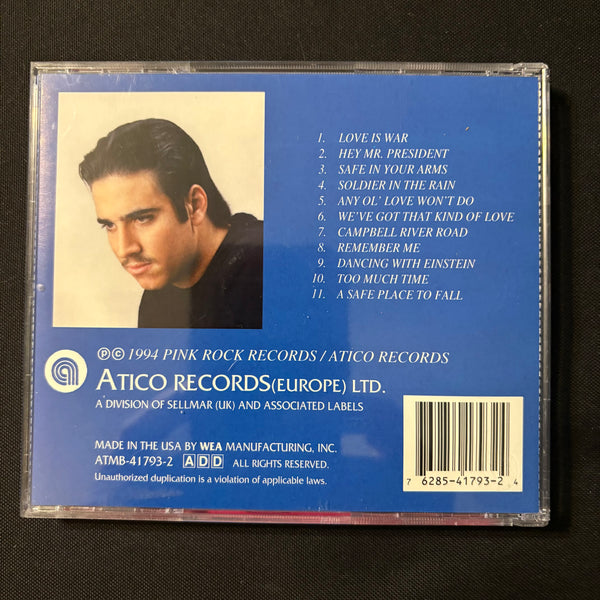 1. LOVE IS WAR
2. HEY MR. PRESIDENT
3. SAFE IN YOUR ARMS
4. SOLDIER IN THE RAIN
5. ANY OL' LOVE WON'T DO
6. WE'VE GOT THAT KIND OF LOVE
7. CAMPBELL RIVER ROAD
8. REMEMBER ME
9. DANCING WITH EINSTEIN
10. TOO MUCH TIME
11. A SAFE PLACE TO FALL
℗ © 1994 PINK ROCK RECORDS / ATICO RECORDS
ATICO RECORDS(EUROPE) LTD.
A DIVISION OF SELLMAR (UK) AND ASSOCIATED LABELS
MADE IN THE USA BY WEA MANUFACTURING, INC.
ATMB-41793-2 ADD ALL RIGHTS RESERVED.
Unauthorized duplication is a violation of applicable laws.
7 6285-41793-2 4